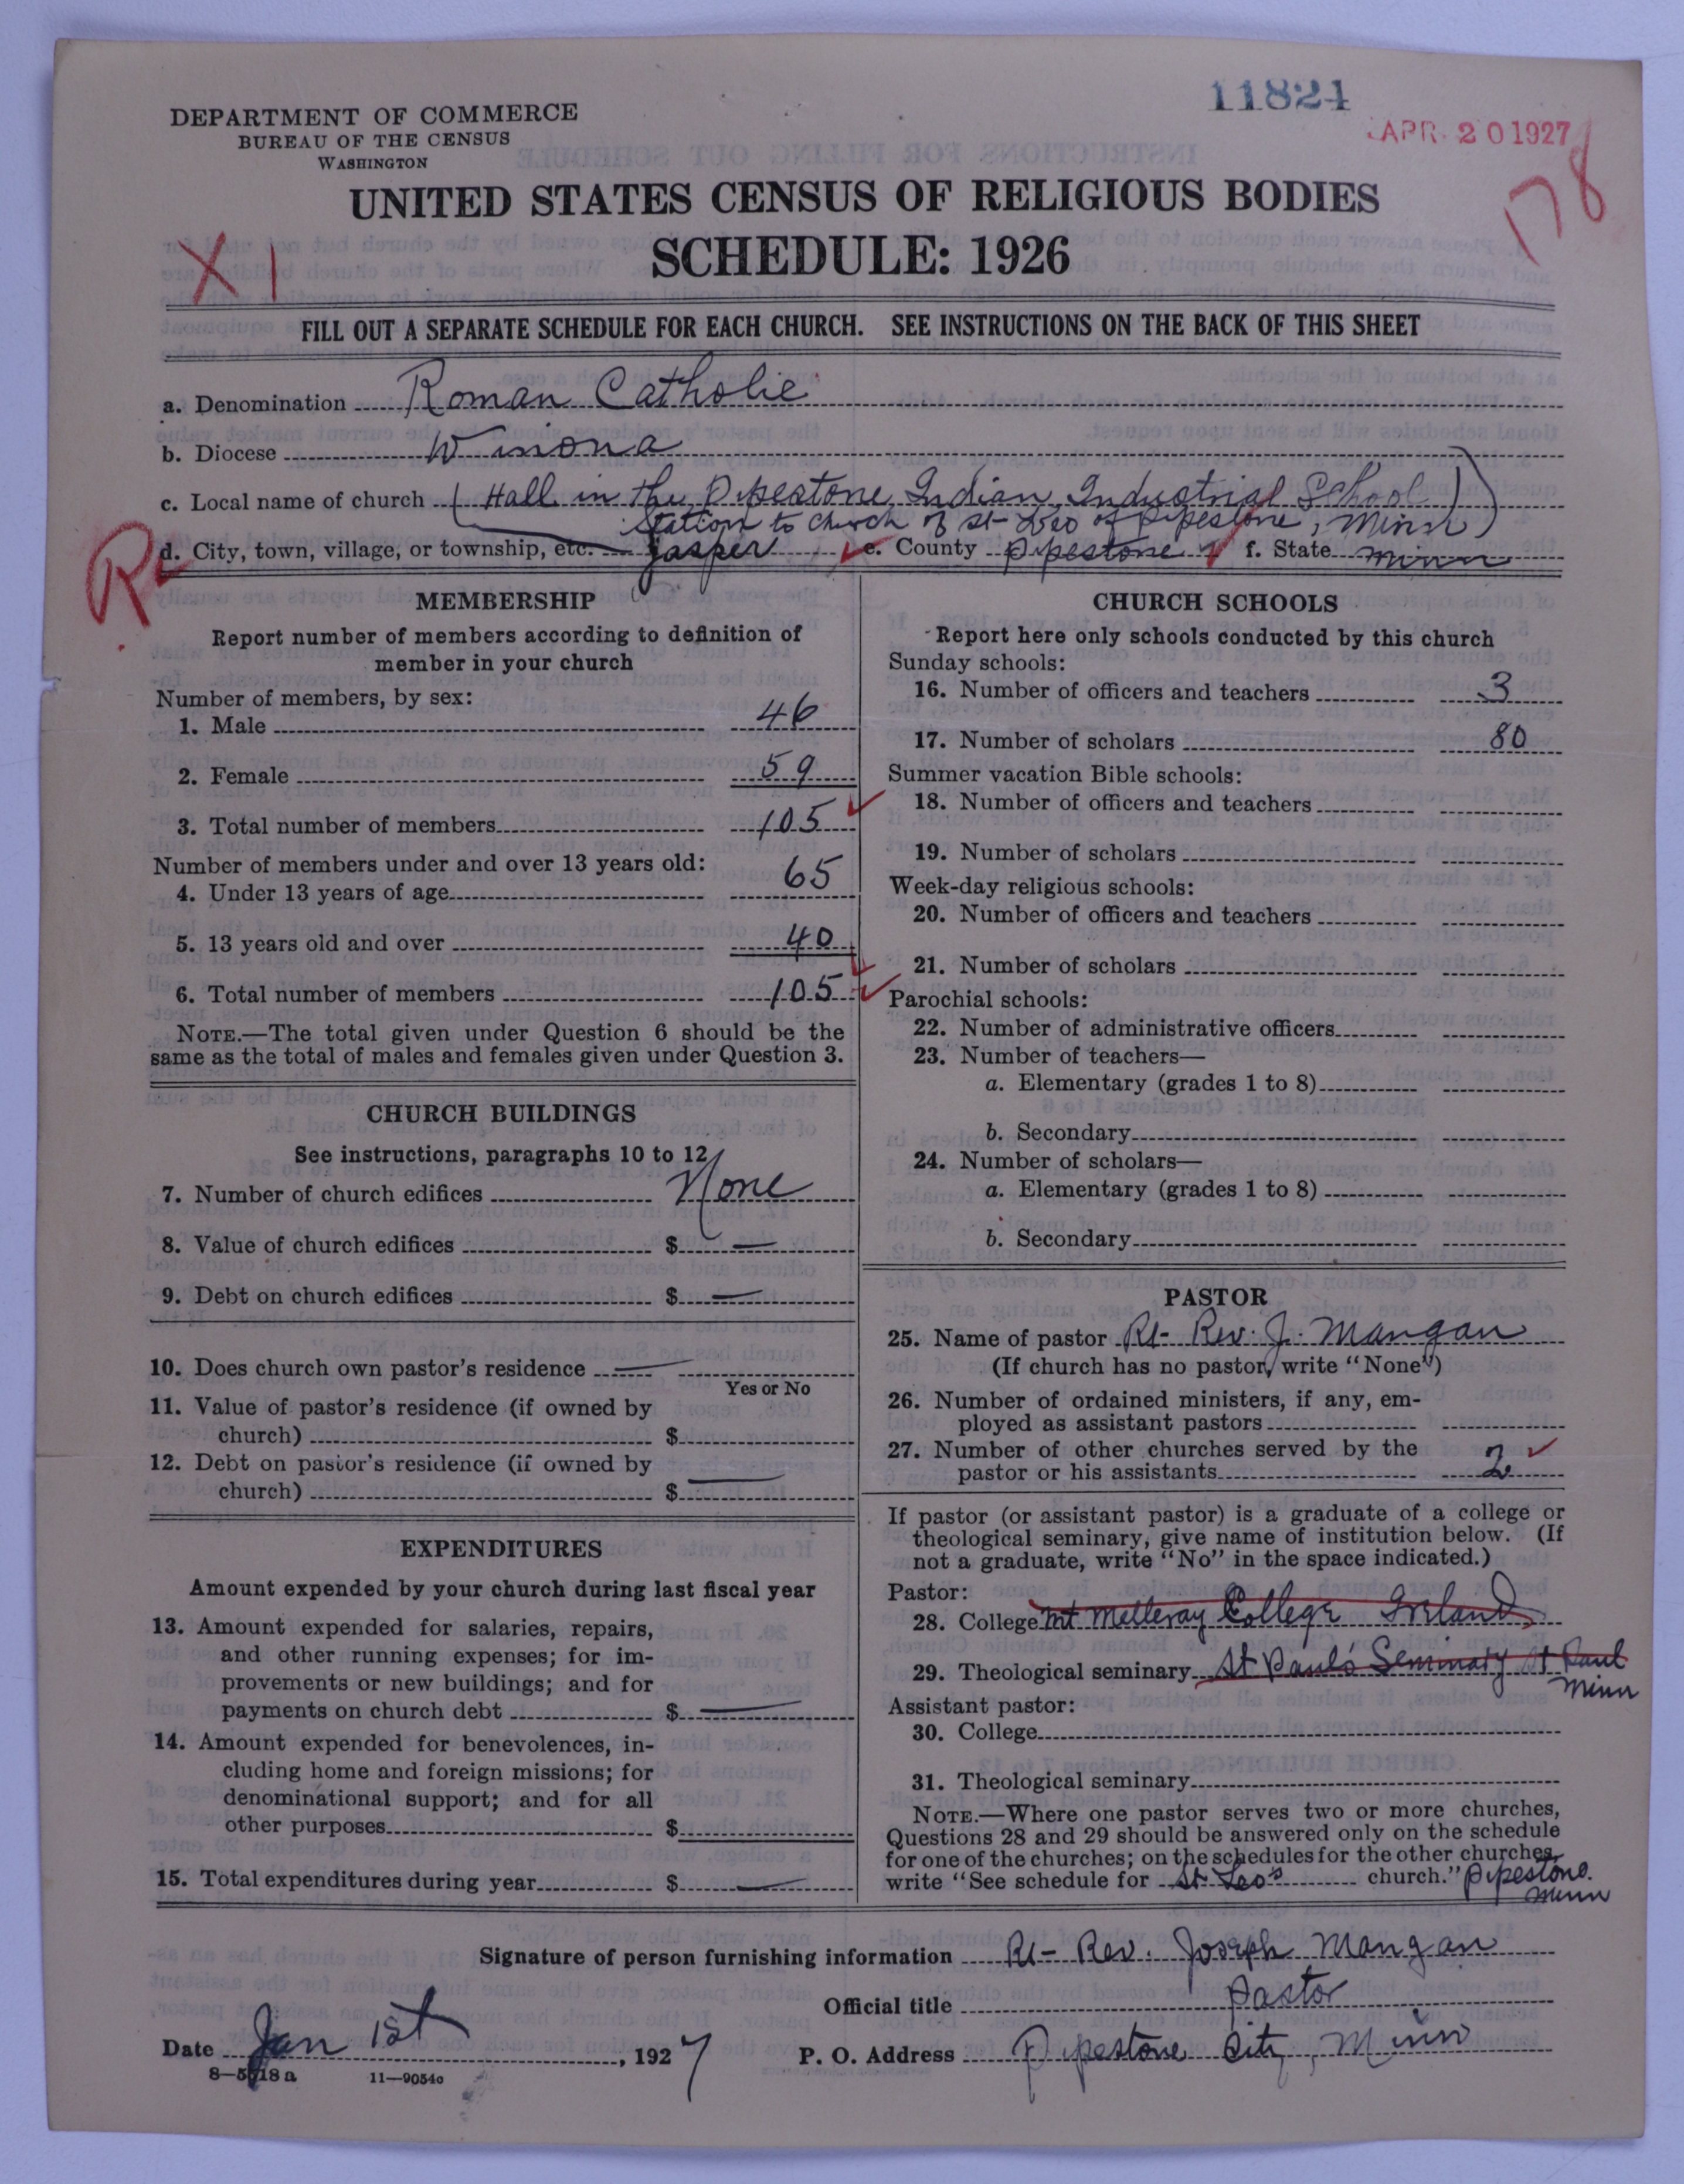 11824
APR 20 1927
178
DEPARTMENT OF COMMERCE
BUREAU OF THE CENSUS
WASHINGTON
UNITED STATES CENSUS OF RELIGIOUS BODIES
SCHEDULE: 1926
XI
FILL OUT A SEPARATE SCHEDULE FOR EACH CHURCH. SEE INSTRUCTIONS ON THE BACK OF THIS SHEET
a. Denomination Roman Catholic
b. Diocese Winona
c. Local name of church (Hall in the Pipestone Indian Industrial School
Station to church of St Leo of Pipestone, Minn)
d. City, town, village, or township, etc. Jasper e. County Pipestone f. State Minn
MEMBERSHIP
Report number of members according to definition of
member in your church
Number of members, by sex:
1. Male 46
2. Female 59
3. Total number of members 105
Number of members under and over 13 years old:
4. Under 13 years of age 65
5. 13 years old and over 40
6. Total number of members 105
NOTE.—The total given under Question 6 should be the
same as the total of males and females given under Question 3.
CHURCH BUILDINGS
See instructions, paragraphs 10 to 12
7. Number of church edifices None
8. Value of church edifices $ —
9. Debt on church edifices $ —
10. Does church own pastor's residence —
Yes or No
11. Value of pastor's residence (if owned by
church) $
12. Debt on pastor's residence (if owned by
church) $ —
EXPENDITURES
Amount expended by your church during last fiscal year
13. Amount expended for salaries, repairs,
and other running expenses; for im-
provements or new buildings; and for
payments on church debt $ —
14. Amount expended for benevolences, in-
cluding home and foreign missions; for
denominational support; and for all
other purposes $
15. Total expenditures during year $ —
CHURCH SCHOOLS
Report here only schools conducted by this church
Sunday schools:
16. Number of officers and teachers 3
17. Number of scholars 80
Summer vacation Bible schools:
18. Number of officers and teachers
19. Number of scholars
Week-day religious schools:
20. Number of officers and teachers
21. Number of scholars
Parochial schools:
22. Number of administrative officers
23. Number of teachers—
a. Elementary (grades 1 to 8)
b. Secondary
24. Number of scholars—
a. Elementary (grades 1 to 8)
b. Secondary
PASTOR
25. Name of pastor Rt- Rev. J. Mangan
(If church has no pastor, write "None")
26. Number of ordained ministers, if any, em-
ployed as assistant pastors
27. Number of other churches served by the
pastor or his assistants 2
If pastor (or assistant pastor) is a graduate of a college or
theological seminary, give name of institution below. (If
not a graduate, write "No" in the space indicated.)
Pastor:
28. College Mt Melleray College Ireland
29. Theological seminary St Paul's Seminary St Paul
Minn
Assistant pastor:
30. College
31. Theological seminary
NOTE.—Where one pastor serves two or more churches,
Questions 28 and 29 should be answered only on the schedule
for one of the churches; on the schedules for the other churches,
write "See schedule for St Leo's church." Pipestone.
Minn
Signature of person furnishing information Rt- Rev. Joseph Mangan
Official title Pastor
Date Jan 1st, 1927 P. O. Address Pipestone City, Minn
8—5918a 11—9054c